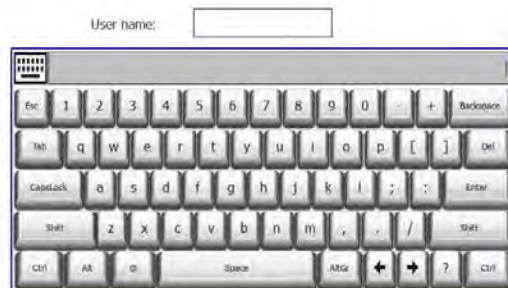 User name:
Esc 1 2 3 4 5 6 7 8 9 0 - + Backspace
Tab q w e r t y u i o p [ ] Del
CapsLock a s d f g h j k l ; : Enter
Shift z x c v b n m , . / Shift
Ctrl Alt Space AltGr ? Ctrl